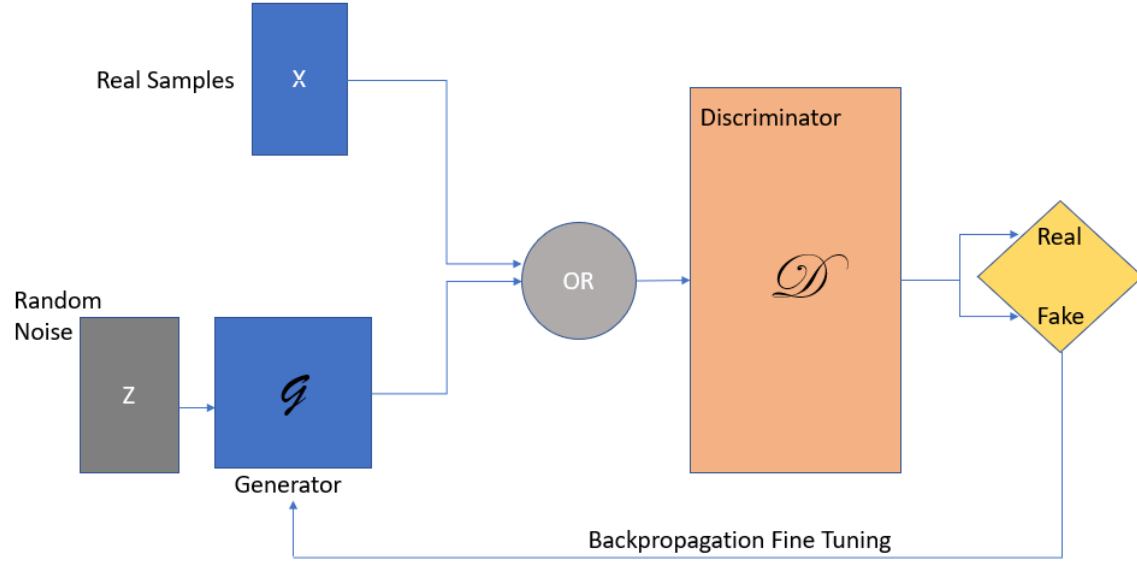 Real Samples
X
Discriminator
Real
Fake
OR
𝒟
Random
Noise
Z
𝒢
Generator
Backpropagation Fine Tuning